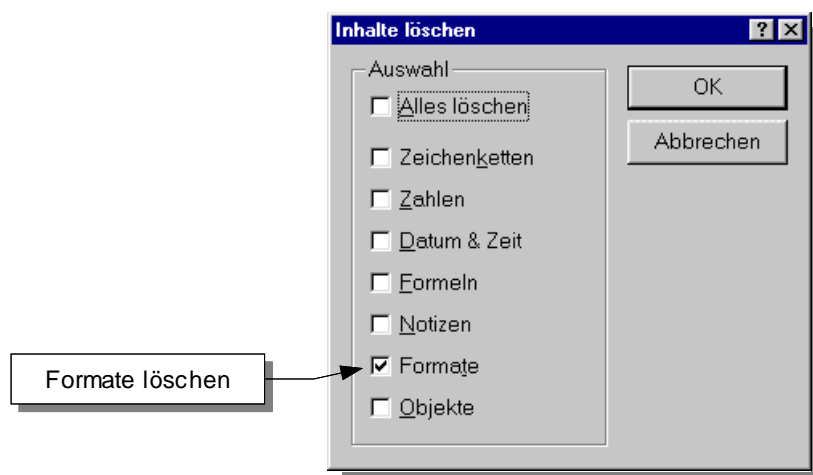 Inhalte löschen
Auswahl
Alles löschen
OK
Zeichenketten
Abbrechen
Zahlen
Datum & Zeit
Formeln
Notizen
Formate
Formate löschen
Objekte